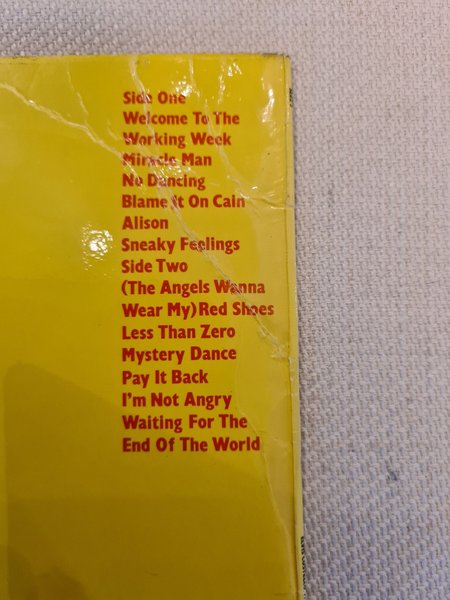 Side One
Welcome To The
Working Week
Miracle Man
No Dancing
Blame It On Cain
Alison
Sneaky Feelings
Side Two
(The Angels Wanna
Wear My) Red Shoes
Less Than Zero
Mystery Dance
Pay It Back
I'm Not Angry
Waiting For The
End Of The World